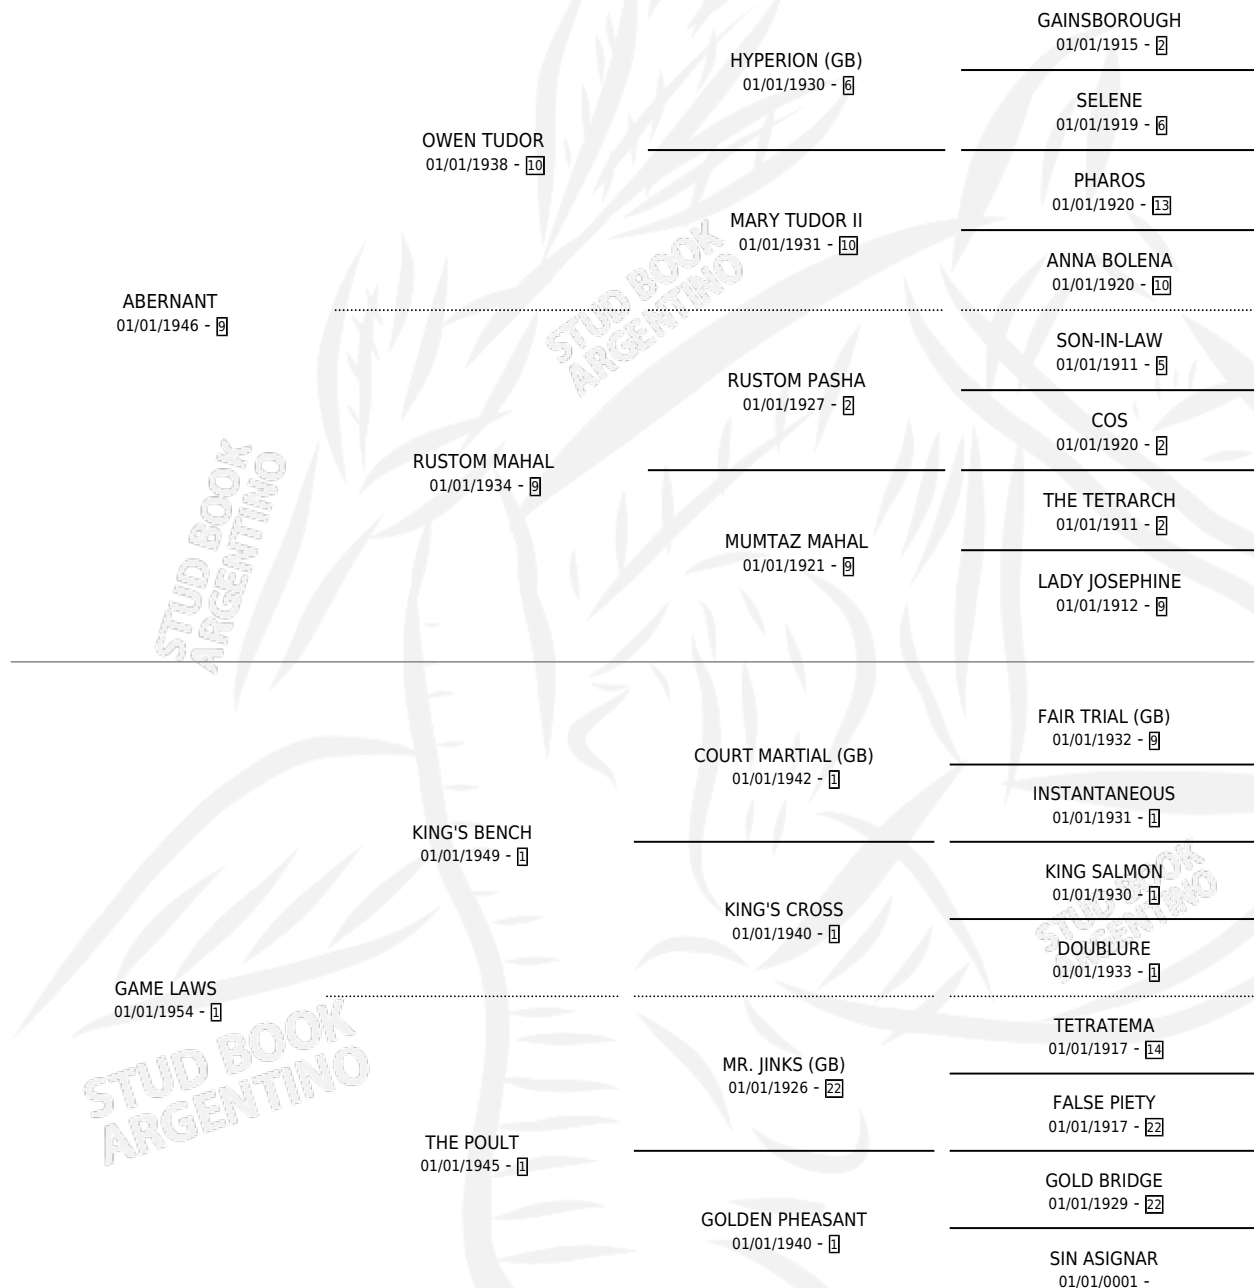 GAINSBOROUGH
01/01/1915 - 2
HYPERION (GB)
01/01/1930 - 6
SELENE
01/01/1919 - 6
OWEN TUDOR
01/01/1938 - 10
PHAROS
01/01/1920 - 13
MARY TUDOR II
01/01/1931 - 10
ANNA BOLENA
01/01/1920 - 10
ABERNANT
01/01/1946 - 9
STUD BOOK
ARGENTINO
SON-IN-LAW
01/01/1911 - 5
RUSTOM PASHA
01/01/1927 - 2
COS
01/01/1920 - 2
RUSTOM MAHAL
01/01/1934 - 9
THE TETRARCH
01/01/1911 - 2
MUMTAZ MAHAL
01/01/1921 - 9
LADY JOSEPHINE
01/01/1912 - 9
STUD BOOK
ARGENTINO
FAIR TRIAL (GB)
01/01/1932 - 9
COURT MARTIAL (GB)
01/01/1942 - 1
INSTANTANEOUS
01/01/1931 - 1
KING'S BENCH
01/01/1949 - 1
KING SALMON
01/01/1930 - 1
STUD BOOK
ARGENTINO
KING'S CROSS
01/01/1940 - 1
DOUBLURE
01/01/1933 - 1
GAME LAWS
01/01/1954 - 1
STUD BOOK
ARGENTINO
TETRATEMA
01/01/1917 - 14
MR. JINKS (GB)
01/01/1926 - 22
FALSE PIETY
01/01/1917 - 22
THE POULT
01/01/1945 - 1
GOLD BRIDGE
01/01/1929 - 22
GOLDEN PHEASANT
01/01/1940 - 1
SIN ASIGNAR
01/01/0001 -